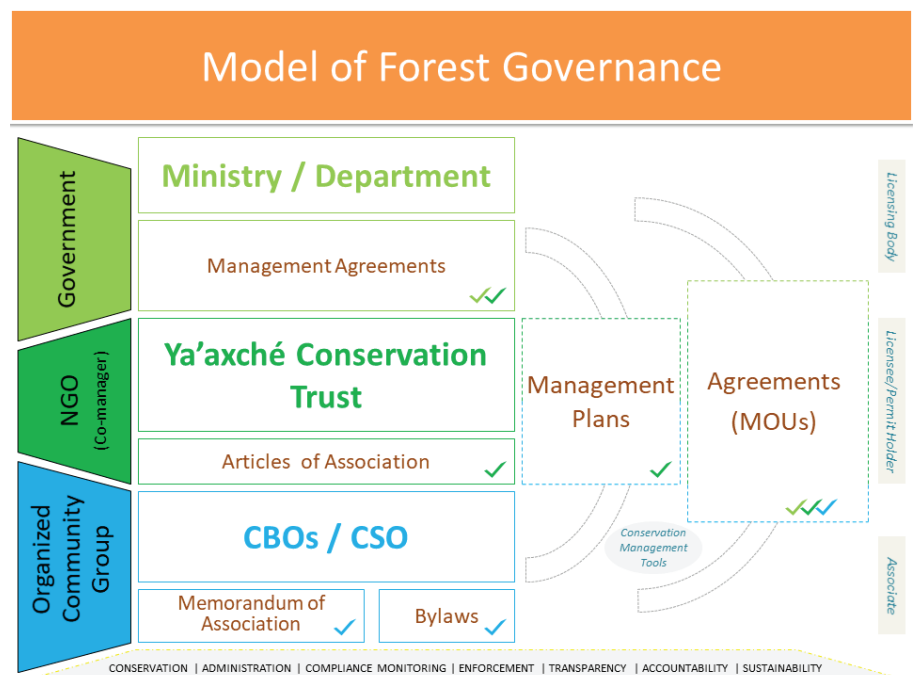 Model of Forest Governance
Government
Ministry / Department
Management Agreements
Licensing Body
NGO
(Co-manager)
Ya’axché Conservation
Trust
Articles of Association
Management
Plans
Agreements
(MOUs)
Licensee/Permit Holder
Organized
Community
Group
CBOs / CSO
Memorandum of
Association
Bylaws
Conservation
Management
Tools
Associate
CONSERVATION | ADMINISTRATION | COMPLIANCE MONITORING | ENFORCEMENT | TRANSPARENCY | ACCOUNTABILITY | SUSTAINABILITY